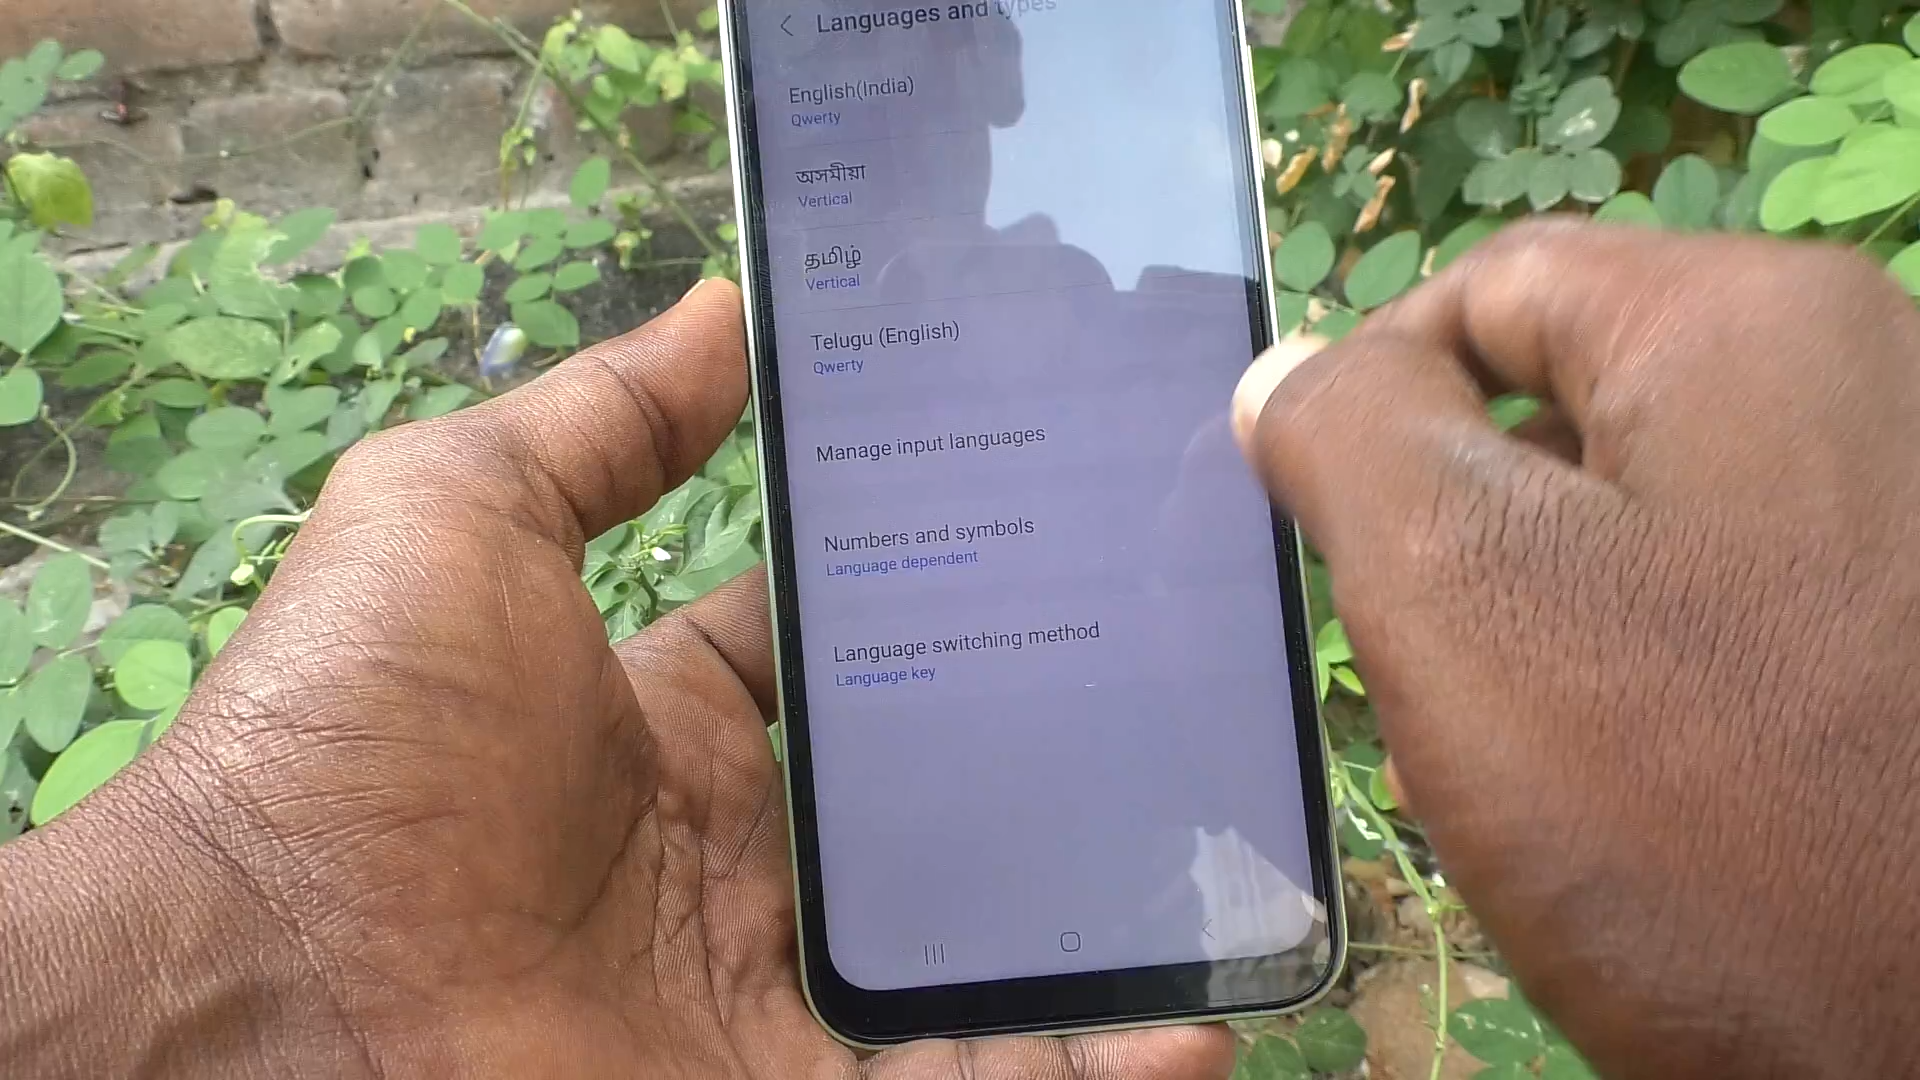 Languages and types
English(India)
Qwerty
অসমীয়া
Vertical
தமிழ்
Vertical
Telugu (English)
Qwerty
Manage input languages
Numbers and symbols
Language dependent
Language switching method
Language key